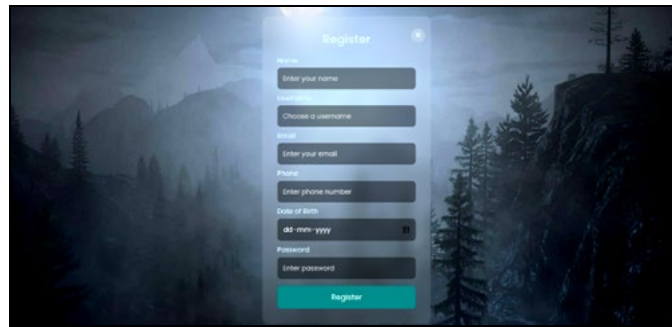 Register
Name
Enter your name
Username
Choose a username
Email
Enter your email
Phone
Enter phone number
Date of Birth
dd-mm-yyyy
Password
Enter password
Register